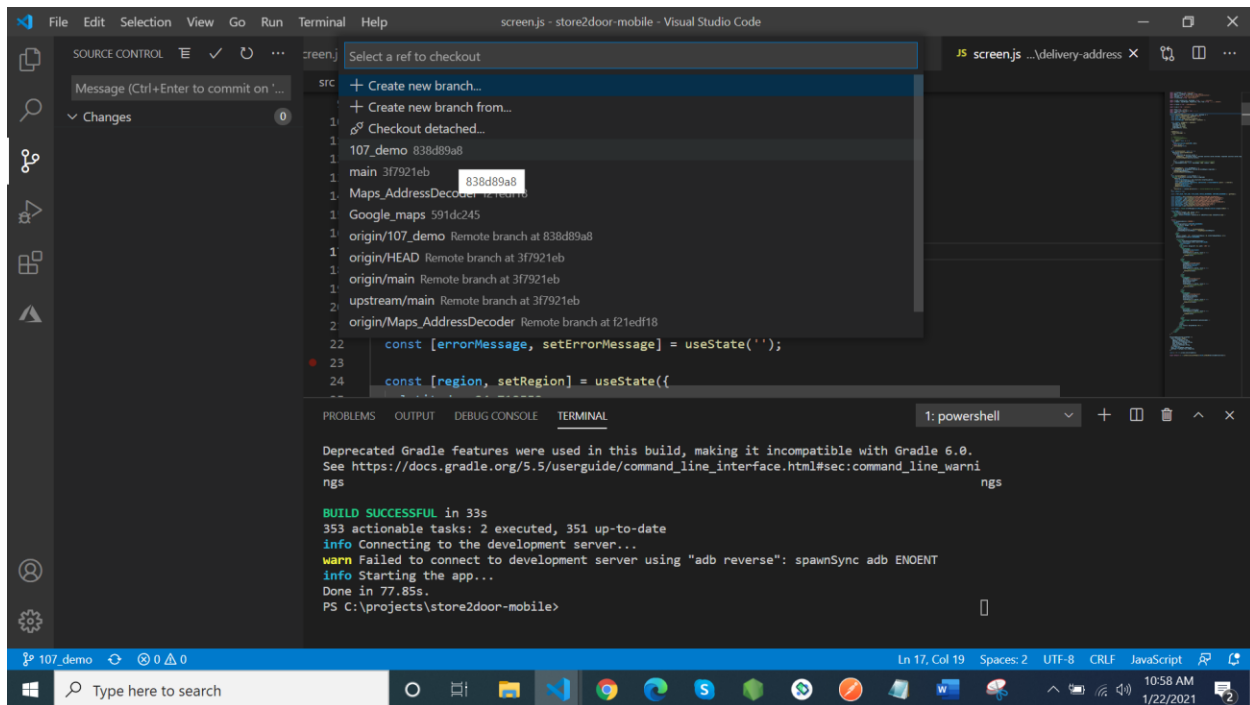 File Edit Selection View Go Run Terminal Help screen.js - store2door-mobile - Visual Studio Code
SOURCE CONTROL
creen.j
Select a ref to checkout
JS screen.js ...\delivery-address
Message (Ctrl+Enter to commit on '...
src
Create new branch...
Changes 0
Create new branch from...
Checkout detached...
107_demo 838d89a8
main 3f7921eb
838d89a8
Maps_AddressDecoder f21edf18
Google_maps 591dc245
origin/107_demo Remote branch at 838d89a8
origin/HEAD Remote branch at 3f7921eb
origin/main Remote branch at 3f7921eb
upstream/main Remote branch at 3f7921eb
origin/Maps_AddressDecoder Remote branch at f21edf18
22 const [errorMessage, setErrorMessage] = useState('');
23
24 const [region, setRegion] = useState({
PROBLEMS OUTPUT DEBUG CONSOLE TERMINAL 1: powershell
Deprecated Gradle features were used in this build, making it incompatible with Gradle 6.0.
See https://docs.gradle.org/5.5/userguide/command_line_interface.html#sec:command_line_warni
ngs ngs
BUILD SUCCESSFUL in 33s
353 actionable tasks: 2 executed, 351 up-to-date
info Connecting to the development server...
warn Failed to connect to development server using "adb reverse": spawnSync adb ENOENT
info Starting the app...
Done in 77.85s.
PS C:\projects\store2door-mobile>
107_demo 0 0 Ln 17, Col 19 Spaces: 2 UTF-8 CRLF JavaScript
Type here to search
10:58 AM
1/22/2021
2